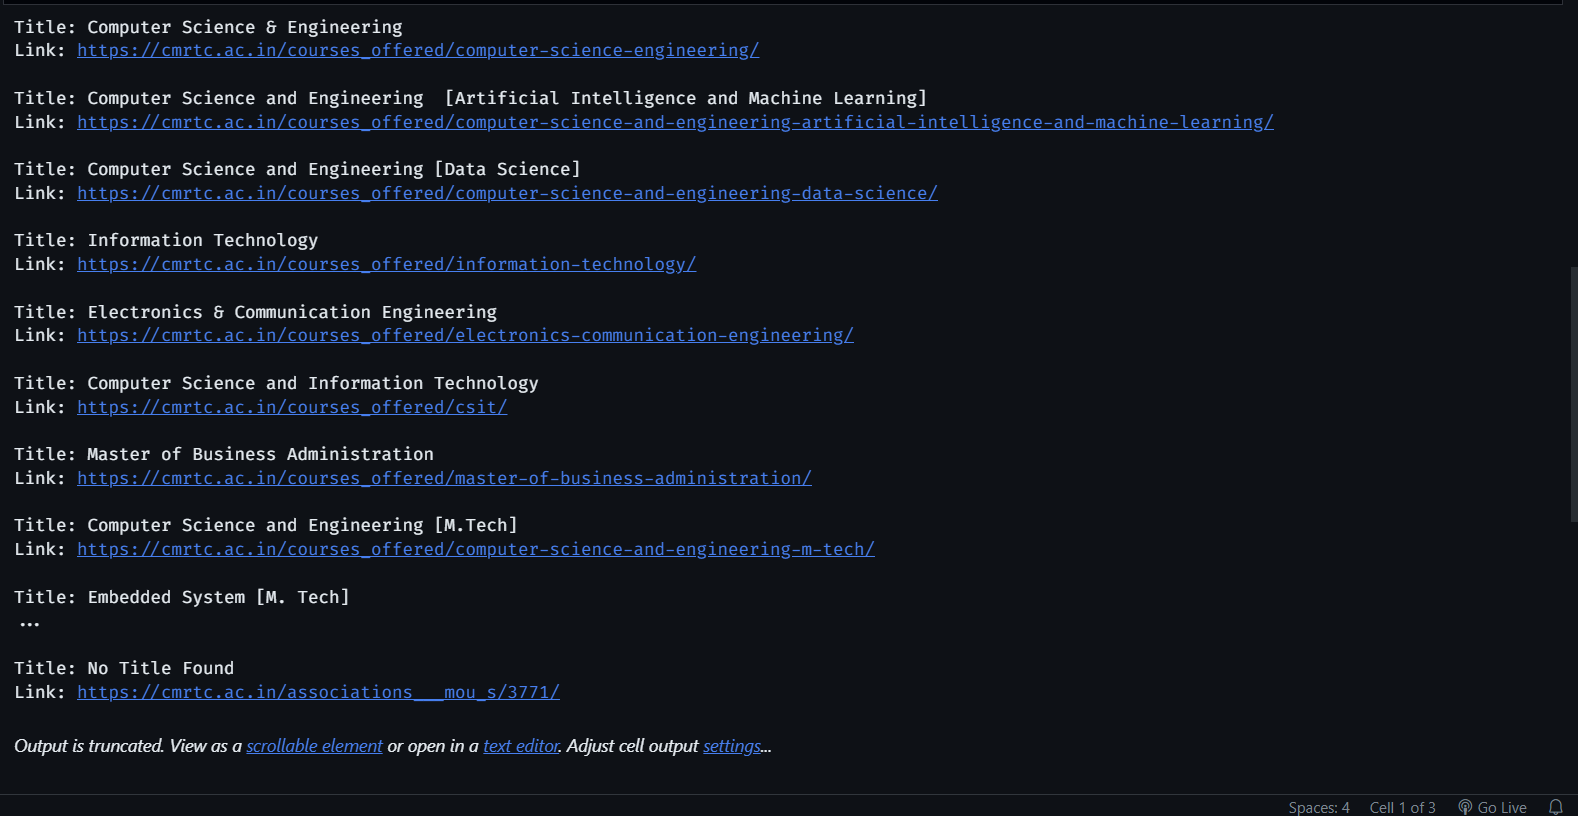 Title: Computer Science & Engineering
Link: https://cmrtc.ac.in/courses_offered/computer-science-engineering/
Title: Computer Science and Engineering  [Artificial Intelligence and Machine Learning]
Link: https://cmrtc.ac.in/courses_offered/computer-science-and-engineering-artificial-intelligence-and-machine-learning/
Title: Computer Science and Engineering [Data Science]
Link: https://cmrtc.ac.in/courses_offered/computer-science-and-engineering-data-science/
Title: Information Technology
Link: https://cmrtc.ac.in/courses_offered/information-technology/
Title: Electronics & Communication Engineering
Link: https://cmrtc.ac.in/courses_offered/electronics-communication-engineering/
Title: Computer Science and Information Technology
Link: https://cmrtc.ac.in/courses_offered/csit/
Title: Master of Business Administration
Link: https://cmrtc.ac.in/courses_offered/master-of-business-administration/
Title: Computer Science and Engineering [M.Tech]
Link: https://cmrtc.ac.in/courses_offered/computer-science-and-engineering-m-tech/
Title: Embedded System [M. Tech]
...
Title: No Title Found
Link: https://cmrtc.ac.in/associations___mou_s/3771/
Output is truncated. View as a scrollable element or open in a text editor. Adjust cell output settings...
Spaces: 4 Cell 1 of 3 Go Live